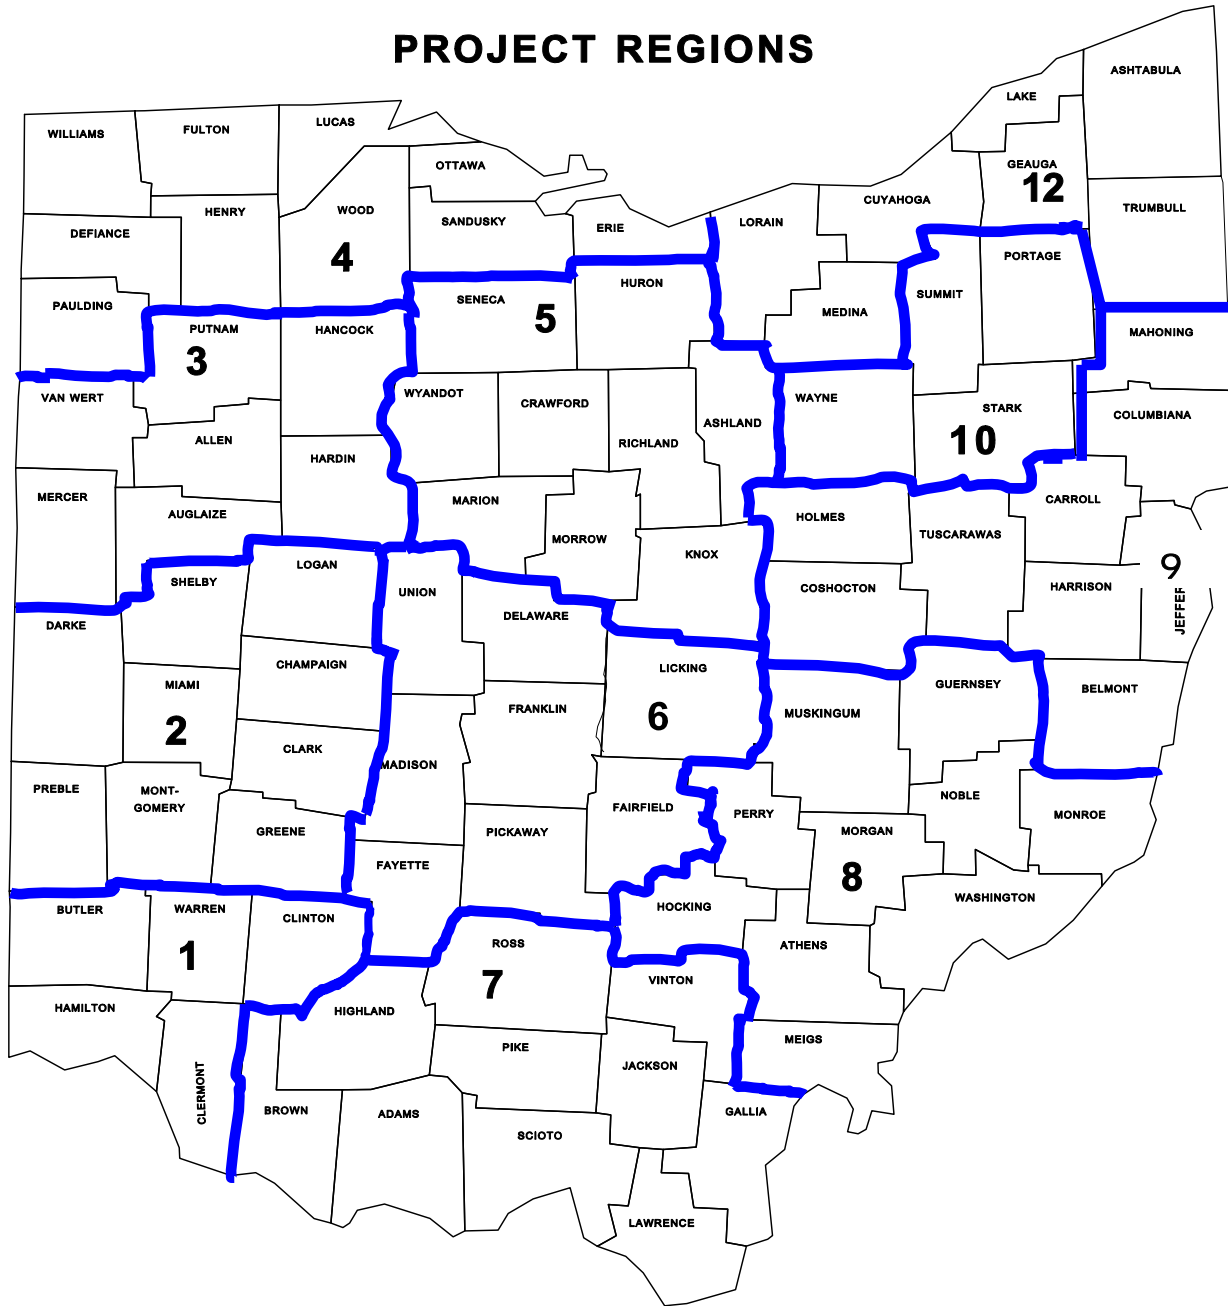 PROJECT REGIONS
ASHTABULA
LAKE
WILLIAMS
FULTON
LUCAS
OTTAWA
GEAUGA
12
CUYAHOGA
TRUMBULL
HENRY
WOOD
SANDUSKY
ERIE
LORAIN
DEFIANCE
4
PORTAGE
PAULDING
SENECA
HURON
SUMMIT
5
MEDINA
PUTNAM
HANCOCK
MAHONING
3
VAN WERT
WYANDOT
CRAWFORD
WAYNE
STARK
COLUMBIANA
ALLEN
RICHLAND
ASHLAND
10
HARDIN
MERCER
MARION
CARROLL
AUGLAIZE
HOLMES
MORROW
KNOX
TUSCARAWAS
LOGAN
9
SHELBY
UNION
COSHOCTON
HARRISON
JEFFER
DARKE
DELAWARE
CHAMPAIGN
LICKING
MIAMI
GUERNSEY
BELMONT
FRANKLIN
6
MUSKINGUM
2
CLARK
MADISON
PREBLE
MONT-
GOMERY
NOBLE
FAIRFIELD
PERRY
MONROE
GREENE
PICKAWAY
MORGAN
FAYETTE
8
WASHINGTON
BUTLER
WARREN
CLINTON
HOCKING
1
ROSS
ATHENS
7
VINTON
HAMILTON
HIGHLAND
PIKE
MEIGS
JACKSON
CLERMONT
BROWN
ADAMS
GALLIA
SCIOTO
LAWRENCE